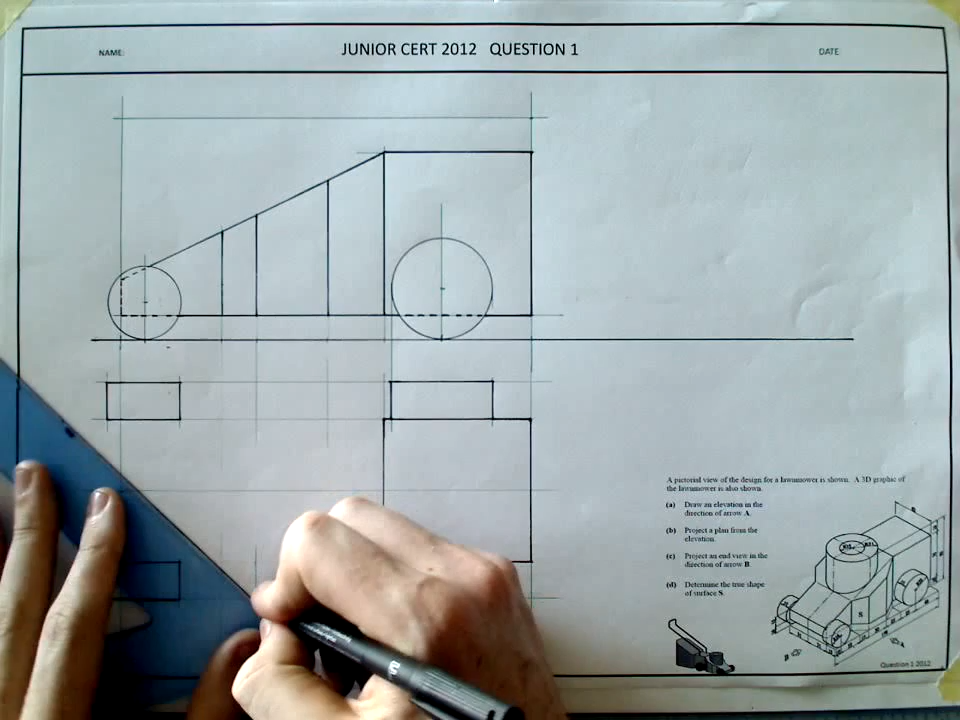 NAME:
JUNIOR CERT 2012 QUESTION 1
DATE
A pictorial view of the design for a lawnmower is shown. A 3D graphic of
the lawnmower is also shown.
(a) Draw an elevation in the
direction of arrow A.
(b) Project a plan from the
elevation.
(c) Project an end view in the
direction of arrow B.
(d) Determine the true shape
of surface S.
S
A
B
Question 1 2012